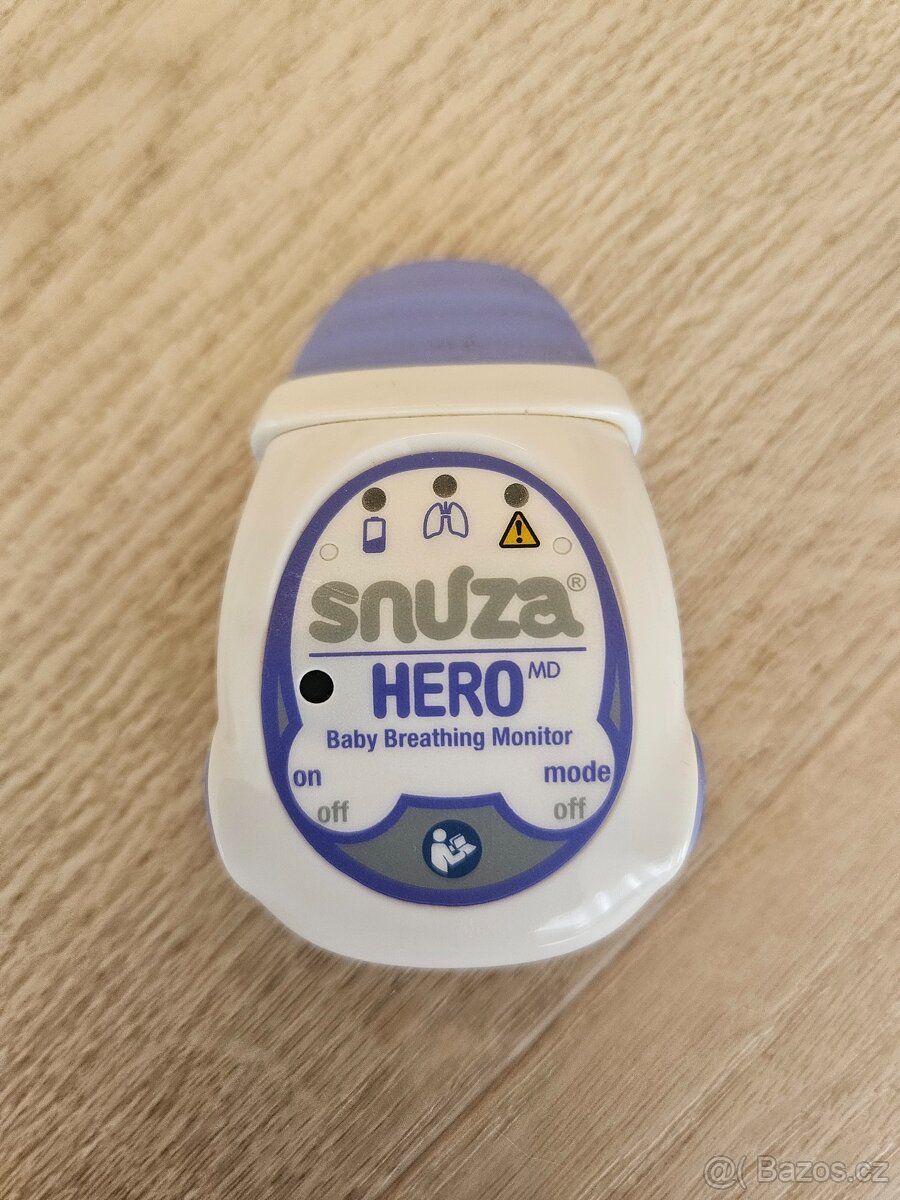 snuza®
HERO MD
Baby Breathing Monitor
on mode
off off
@( Bazos.cz